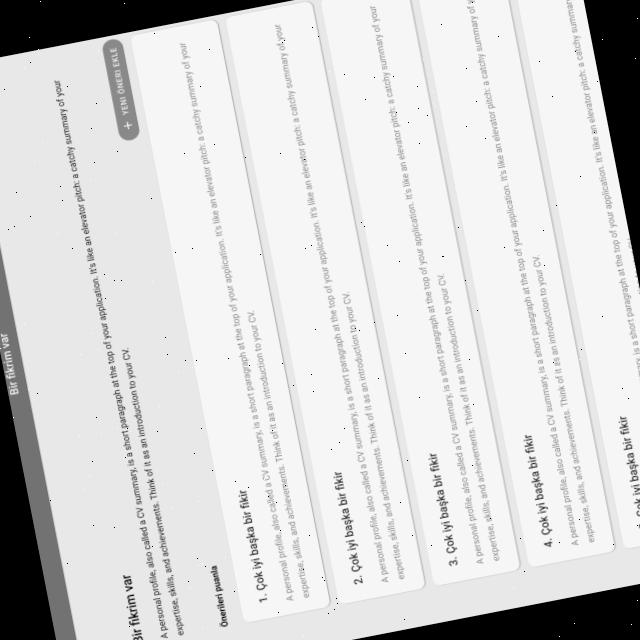 Bir fikrim var
Bir fikrim var
A personal profile, also called a CV summary, is a short paragraph at the top of your application. It's like an elevator pitch: a catchy summary of your
expertise, skills, and achievements. Think of it as an introduction to your CV.
+ YENİ ÖNERİ EKLE
Önerileri puanla
1. Çok iyi başka bir fikir
A personal profile, also called a CV summary, is a short paragraph at the top of your application. It's like an elevator pitch: a catchy summary of your
expertise, skills, and achievements. Think of it as an introduction to your CV.
2. Çok iyi başka bir fikir
A personal profile, also called a CV summary, is a short paragraph at the top of your application. It's like an elevator pitch: a catchy summary of your
expertise, skills, and achievements. Think of it as an introduction to your CV.
3. Çok iyi başka bir fikir
A personal profile, also called a CV summary, is a short paragraph at the top of your application. It's like an elevator pitch: a catchy summary of your
expertise, skills, and achievements. Think of it as an introduction to your CV.
4. Çok iyi başka bir fikir
A personal profile, also called a CV summary, is a short paragraph at the top of your application. It's like an elevator pitch: a catchy summary of
expertise, skills, and achievements. Think of it as an introduction to your CV.
Çok iyi başka bir fikir
is a short paragraph at the top of your application. It's like an elevator pitch: a catchy summary